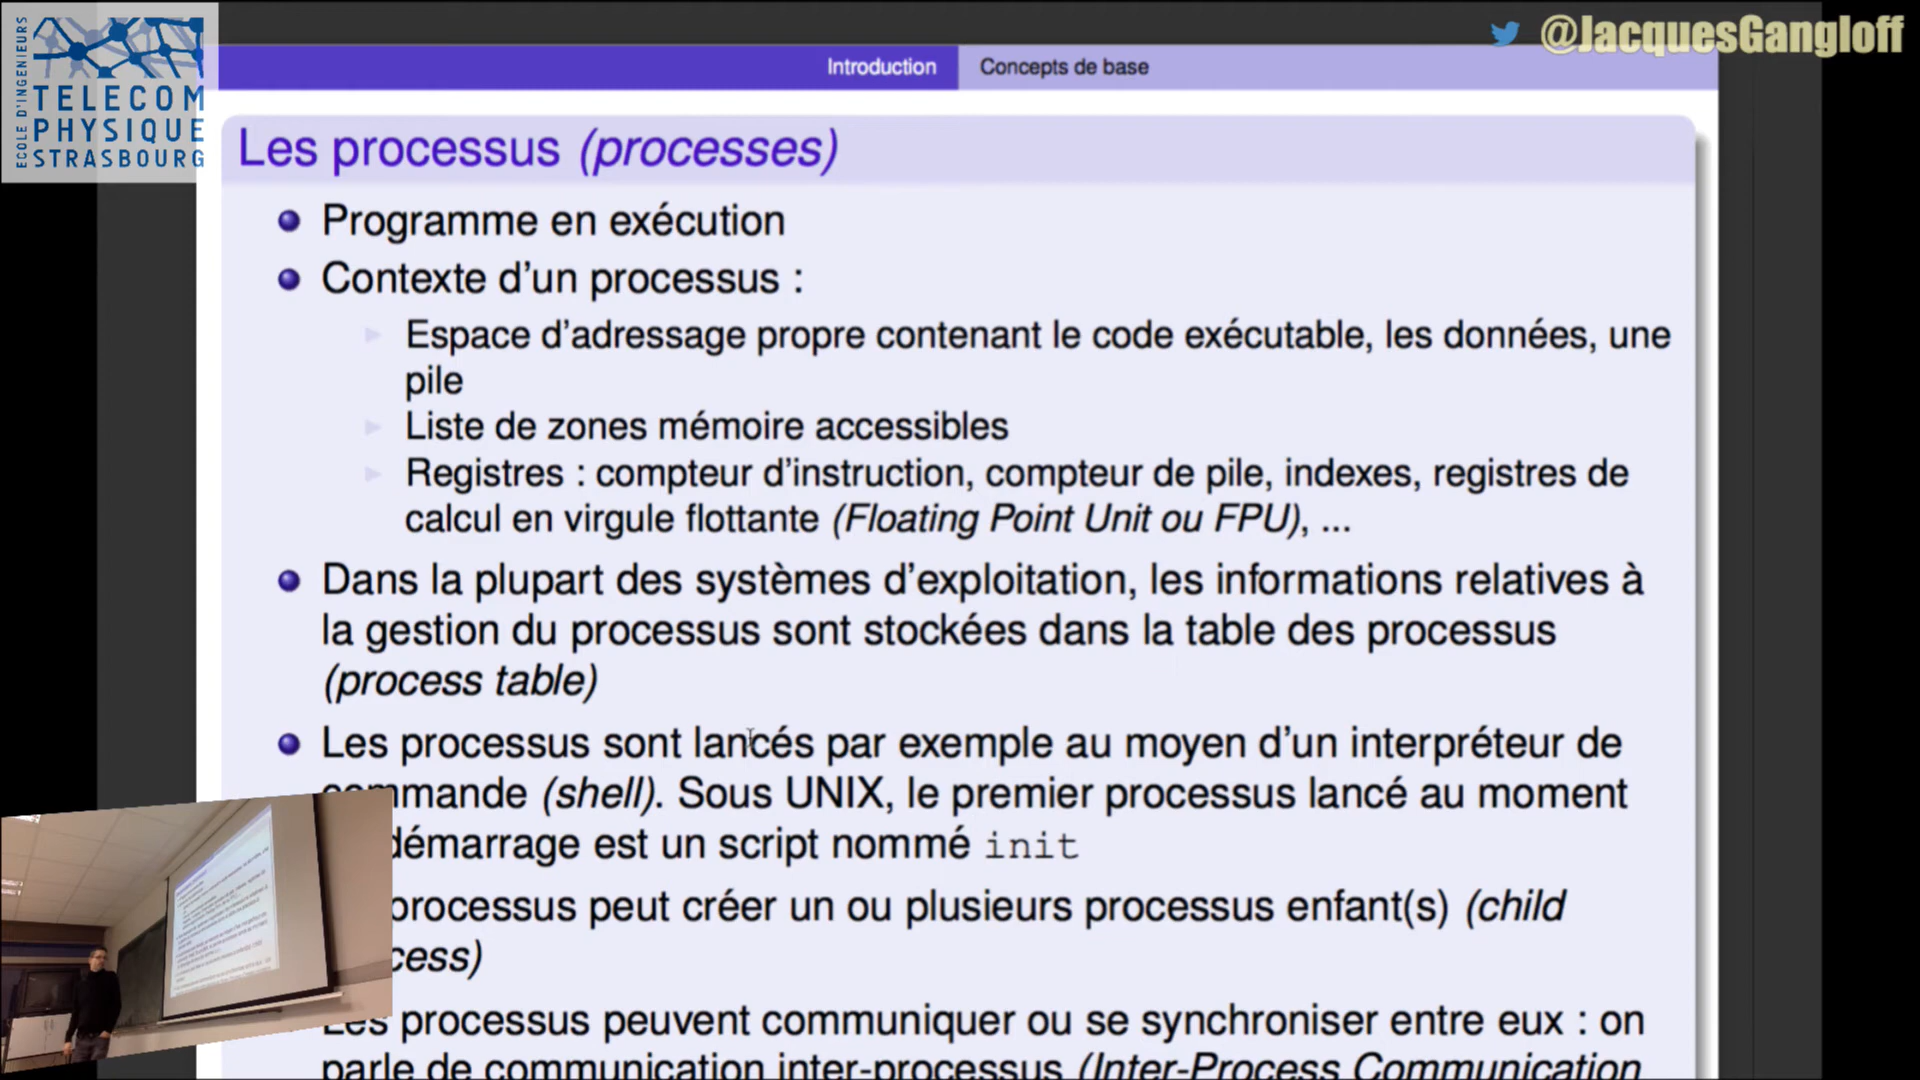 ECOLE D'INGENIEURS
TELECOM
PHYSIQUE
STRASBOURG
@JacquesGangloff
Introduction
Concepts de base
Les processus (processes)
Programme en exécution
Contexte d'un processus :
Espace d'adressage propre contenant le code exécutable, les données, une
pile
Liste de zones mémoire accessibles
Registres : compteur d'instruction, compteur de pile, indexes, registres de
calcul en virgule flottante (Floating Point Unit ou FPU), ...
Dans la plupart des systèmes d'exploitation, les informations relatives à
la gestion du processus sont stockées dans la table des processus
(process table)
Les processus sont lancés par exemple au moyen d'un interpréteur de
commande (shell). Sous UNIX, le premier processus lancé au moment
démarrage est un script nommé init
processus peut créer un ou plusieurs processus enfant(s) (child
cess)
Les processus peuvent communiquer ou se synchroniser entre eux : on
parle de communication inter-processus (Inter-Process Communication